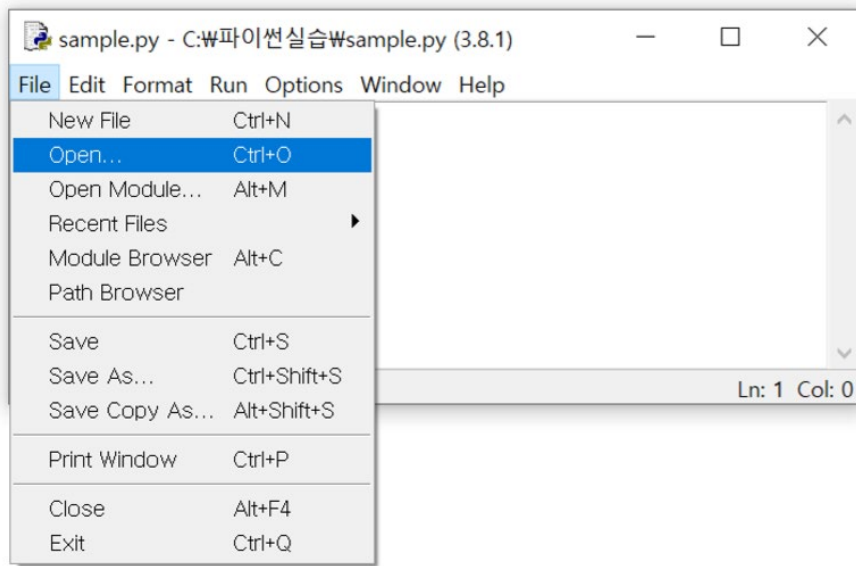 sample.py - C:₩파이썬실습₩sample.py (3.8.1)
File Edit Format Run Options Window Help
New File Ctrl+N
Open... Ctrl+O
Open Module... Alt+M
Recent Files
Module Browser Alt+C
Path Browser
Save Ctrl+S
Save As... Ctrl+Shift+S
Save Copy As... Alt+Shift+S
Print Window Ctrl+P
Close Alt+F4
Exit Ctrl+Q
Ln: 1 Col: 0